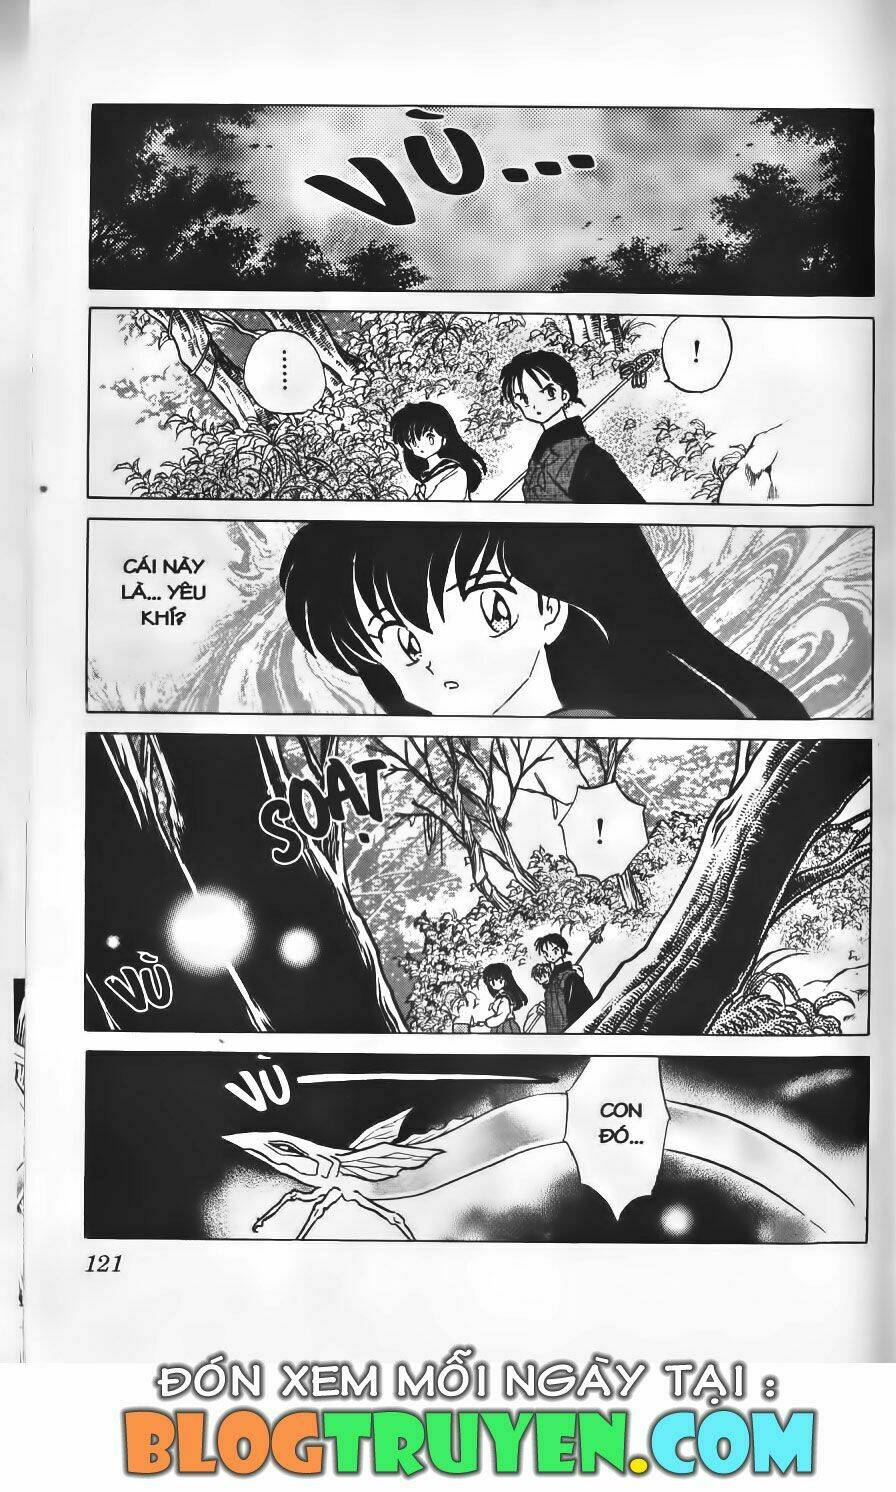 VÙ...
!
......
CÁI NÀY
LÀ... YÊU
KHÍ?
SOẠT
!
VÙ
VÙ
CON
ĐÓ...
121
ĐÓN XEM MỖI NGÀY TẠI :
BLOGTRUYEN.COM